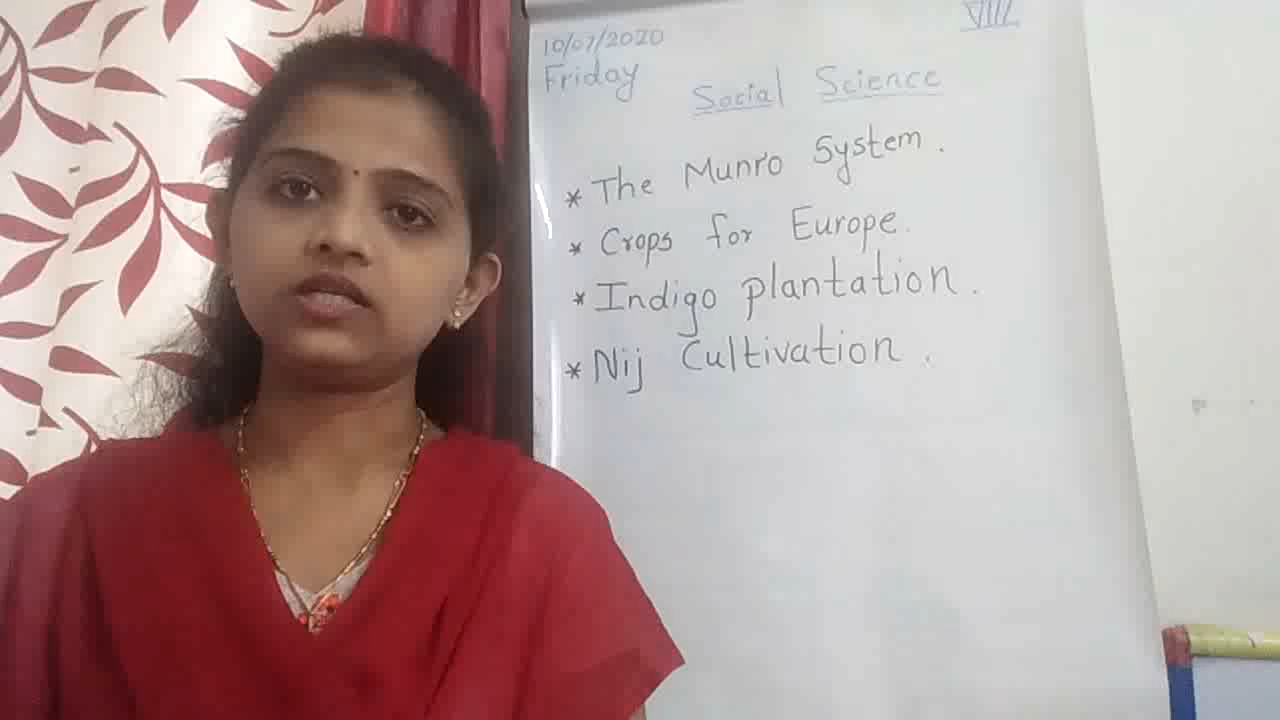 10/07/2020
VIII
Friday
Social Science
* The Munro System.
* Crops for Europe.
* Indigo plantation.
* Nij Cultivation.